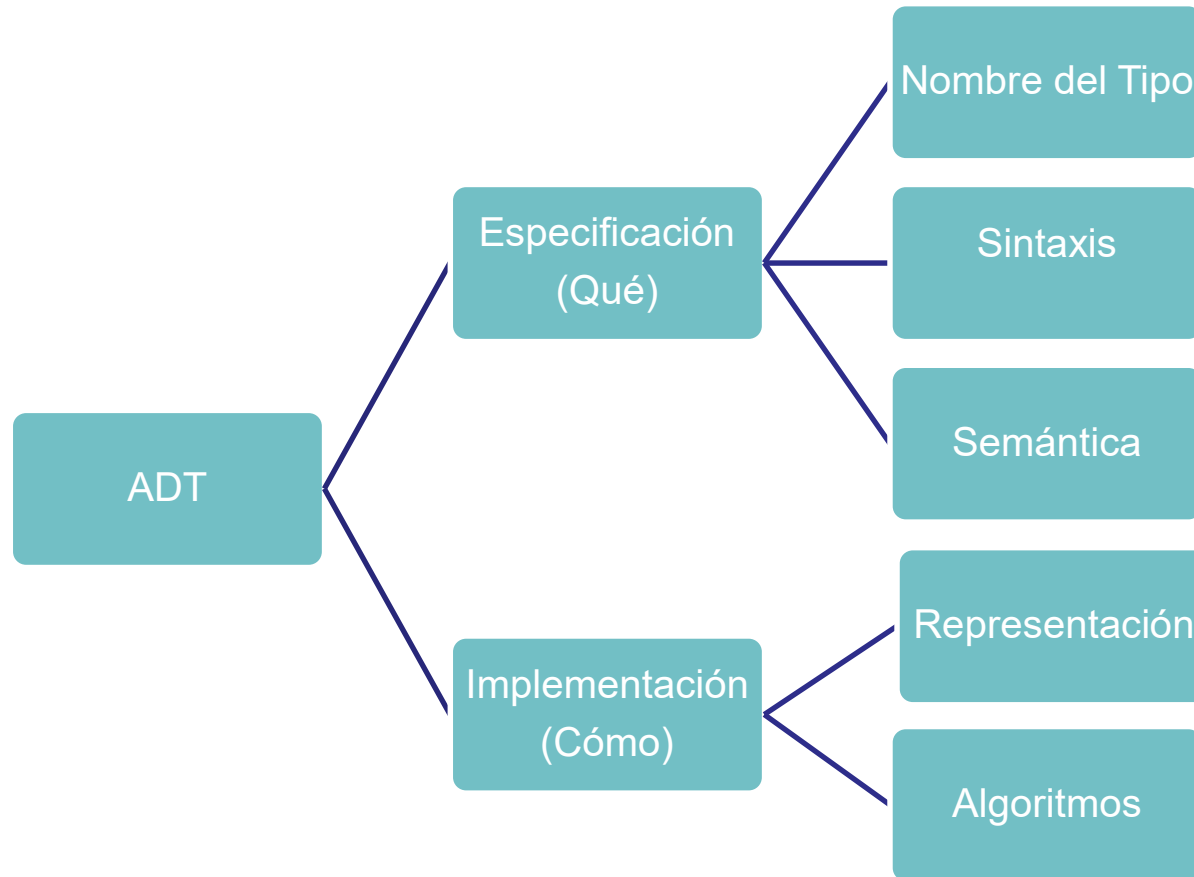 Nombre del Tipo
Especificación
(Qué)
Sintaxis
Semántica
ADT
Implementación
(Cómo)
Representación
Algoritmos